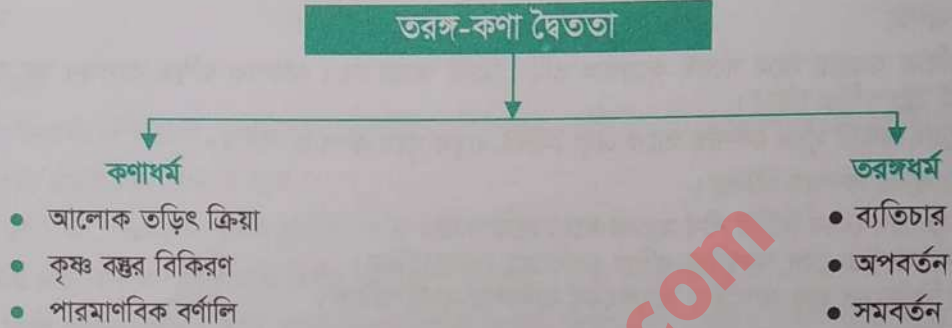 তরঙ্গ-কণা দ্বৈততা
কণাধর্ম
• আলোক তড়িৎ ক্রিয়া
• কৃষ্ণ বস্তুর বিকিরণ
• পারমাণবিক বর্ণালি
তরঙ্গধর্ম
• ব্যতিচার
• অপবর্তন
• সমবর্তন
.com